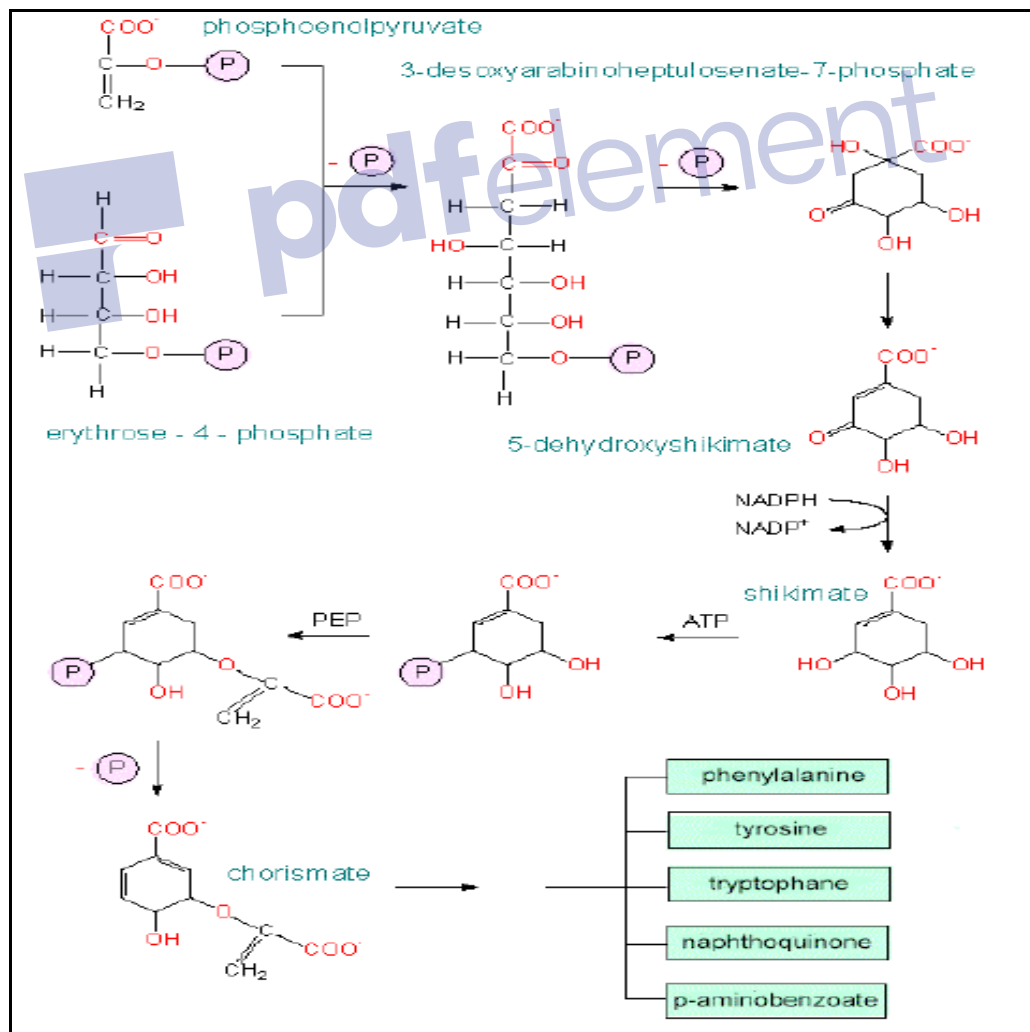 COO⁻ phosphoenolpyruvate
C—O—P
CH₂
3-desoxyarabinoheptulosenate-7-phosphate
- P
- P
COO⁻
C=O
H—C—H
HO—C—H
H—C—OH
H—C—OH
H—C—O—P
H
C=O
H—C—OH
H—C—OH
H—C—O—P
H
HO COO⁻
O OH
OH
pdfelement
erythrose - 4 - phosphate
5-dehydroxyshikimate
COO⁻
O OH
OH
NADPH
NADP⁺
shikimate
COO⁻
HO OH
OH
ATP
COO⁻
P OH
OH
PEP
COO⁻
P O
OH C COO⁻
CH₂
- P
COO⁻
chorismate
O
OH C COO⁻
CH₂
phenylalanine
tyrosine
tryptophane
naphthoquinone
p-aminobenzoate